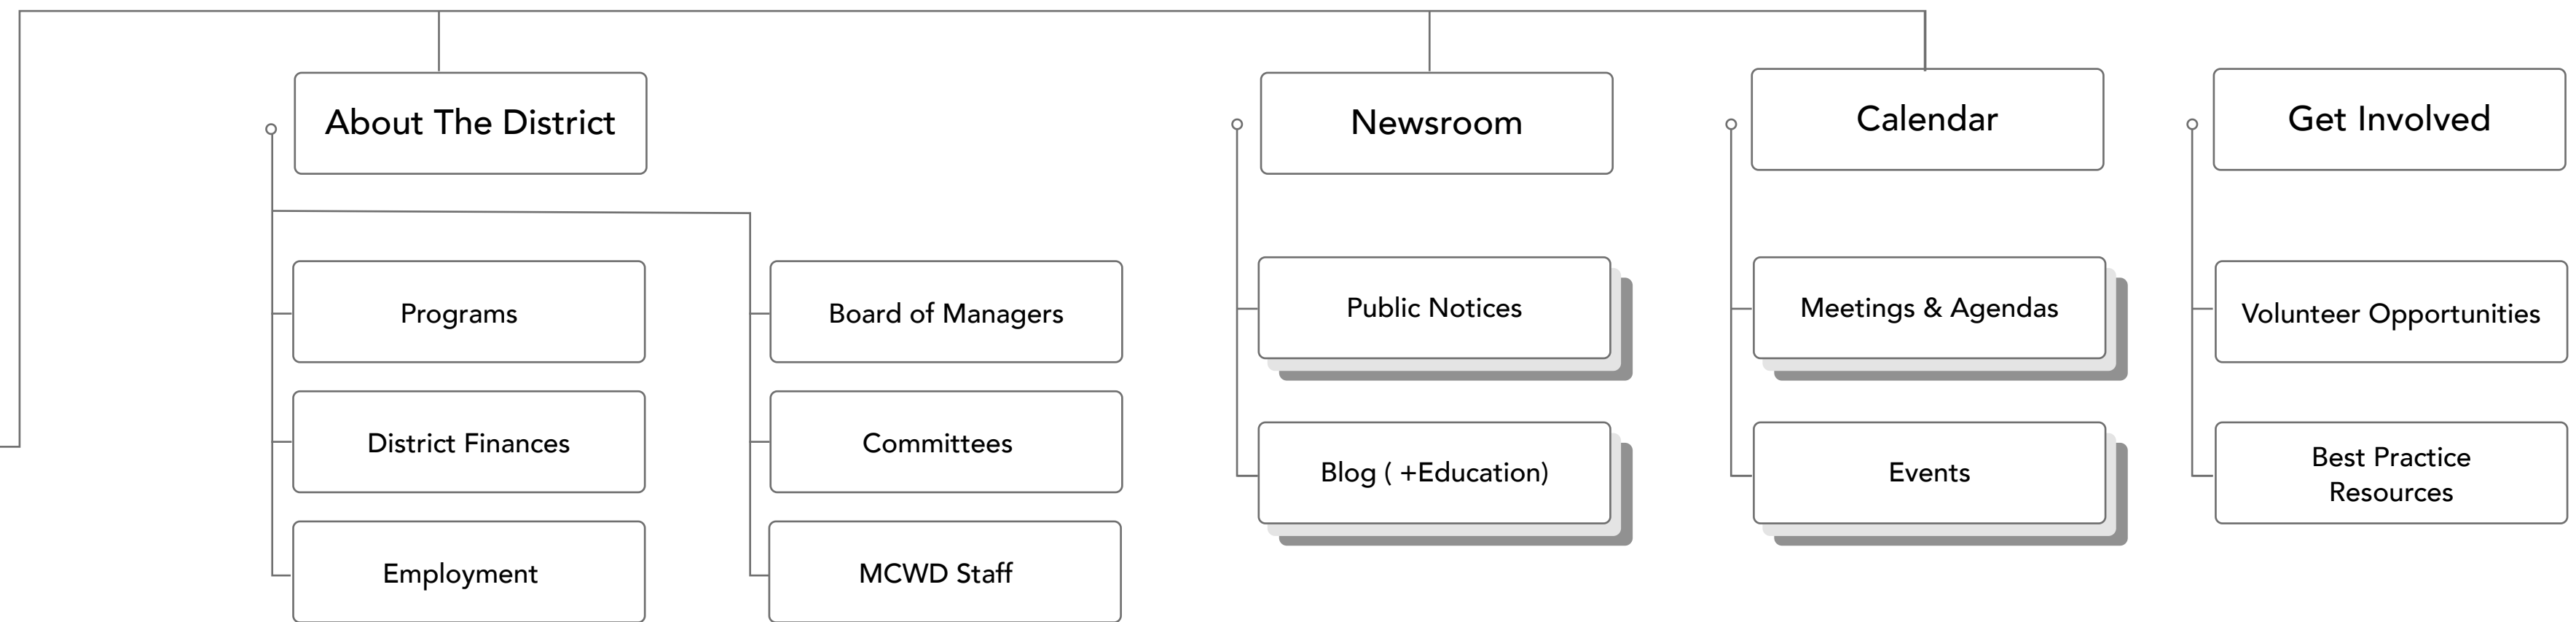 About The District
Newsroom
Calendar
Get Involved
Programs
Board of Managers
Public Notices
Meetings & Agendas
Volunteer Opportunities
District Finances
Committees
Blog ( +Education)
Events
Best Practice
Resources
Employment
MCWD Staff